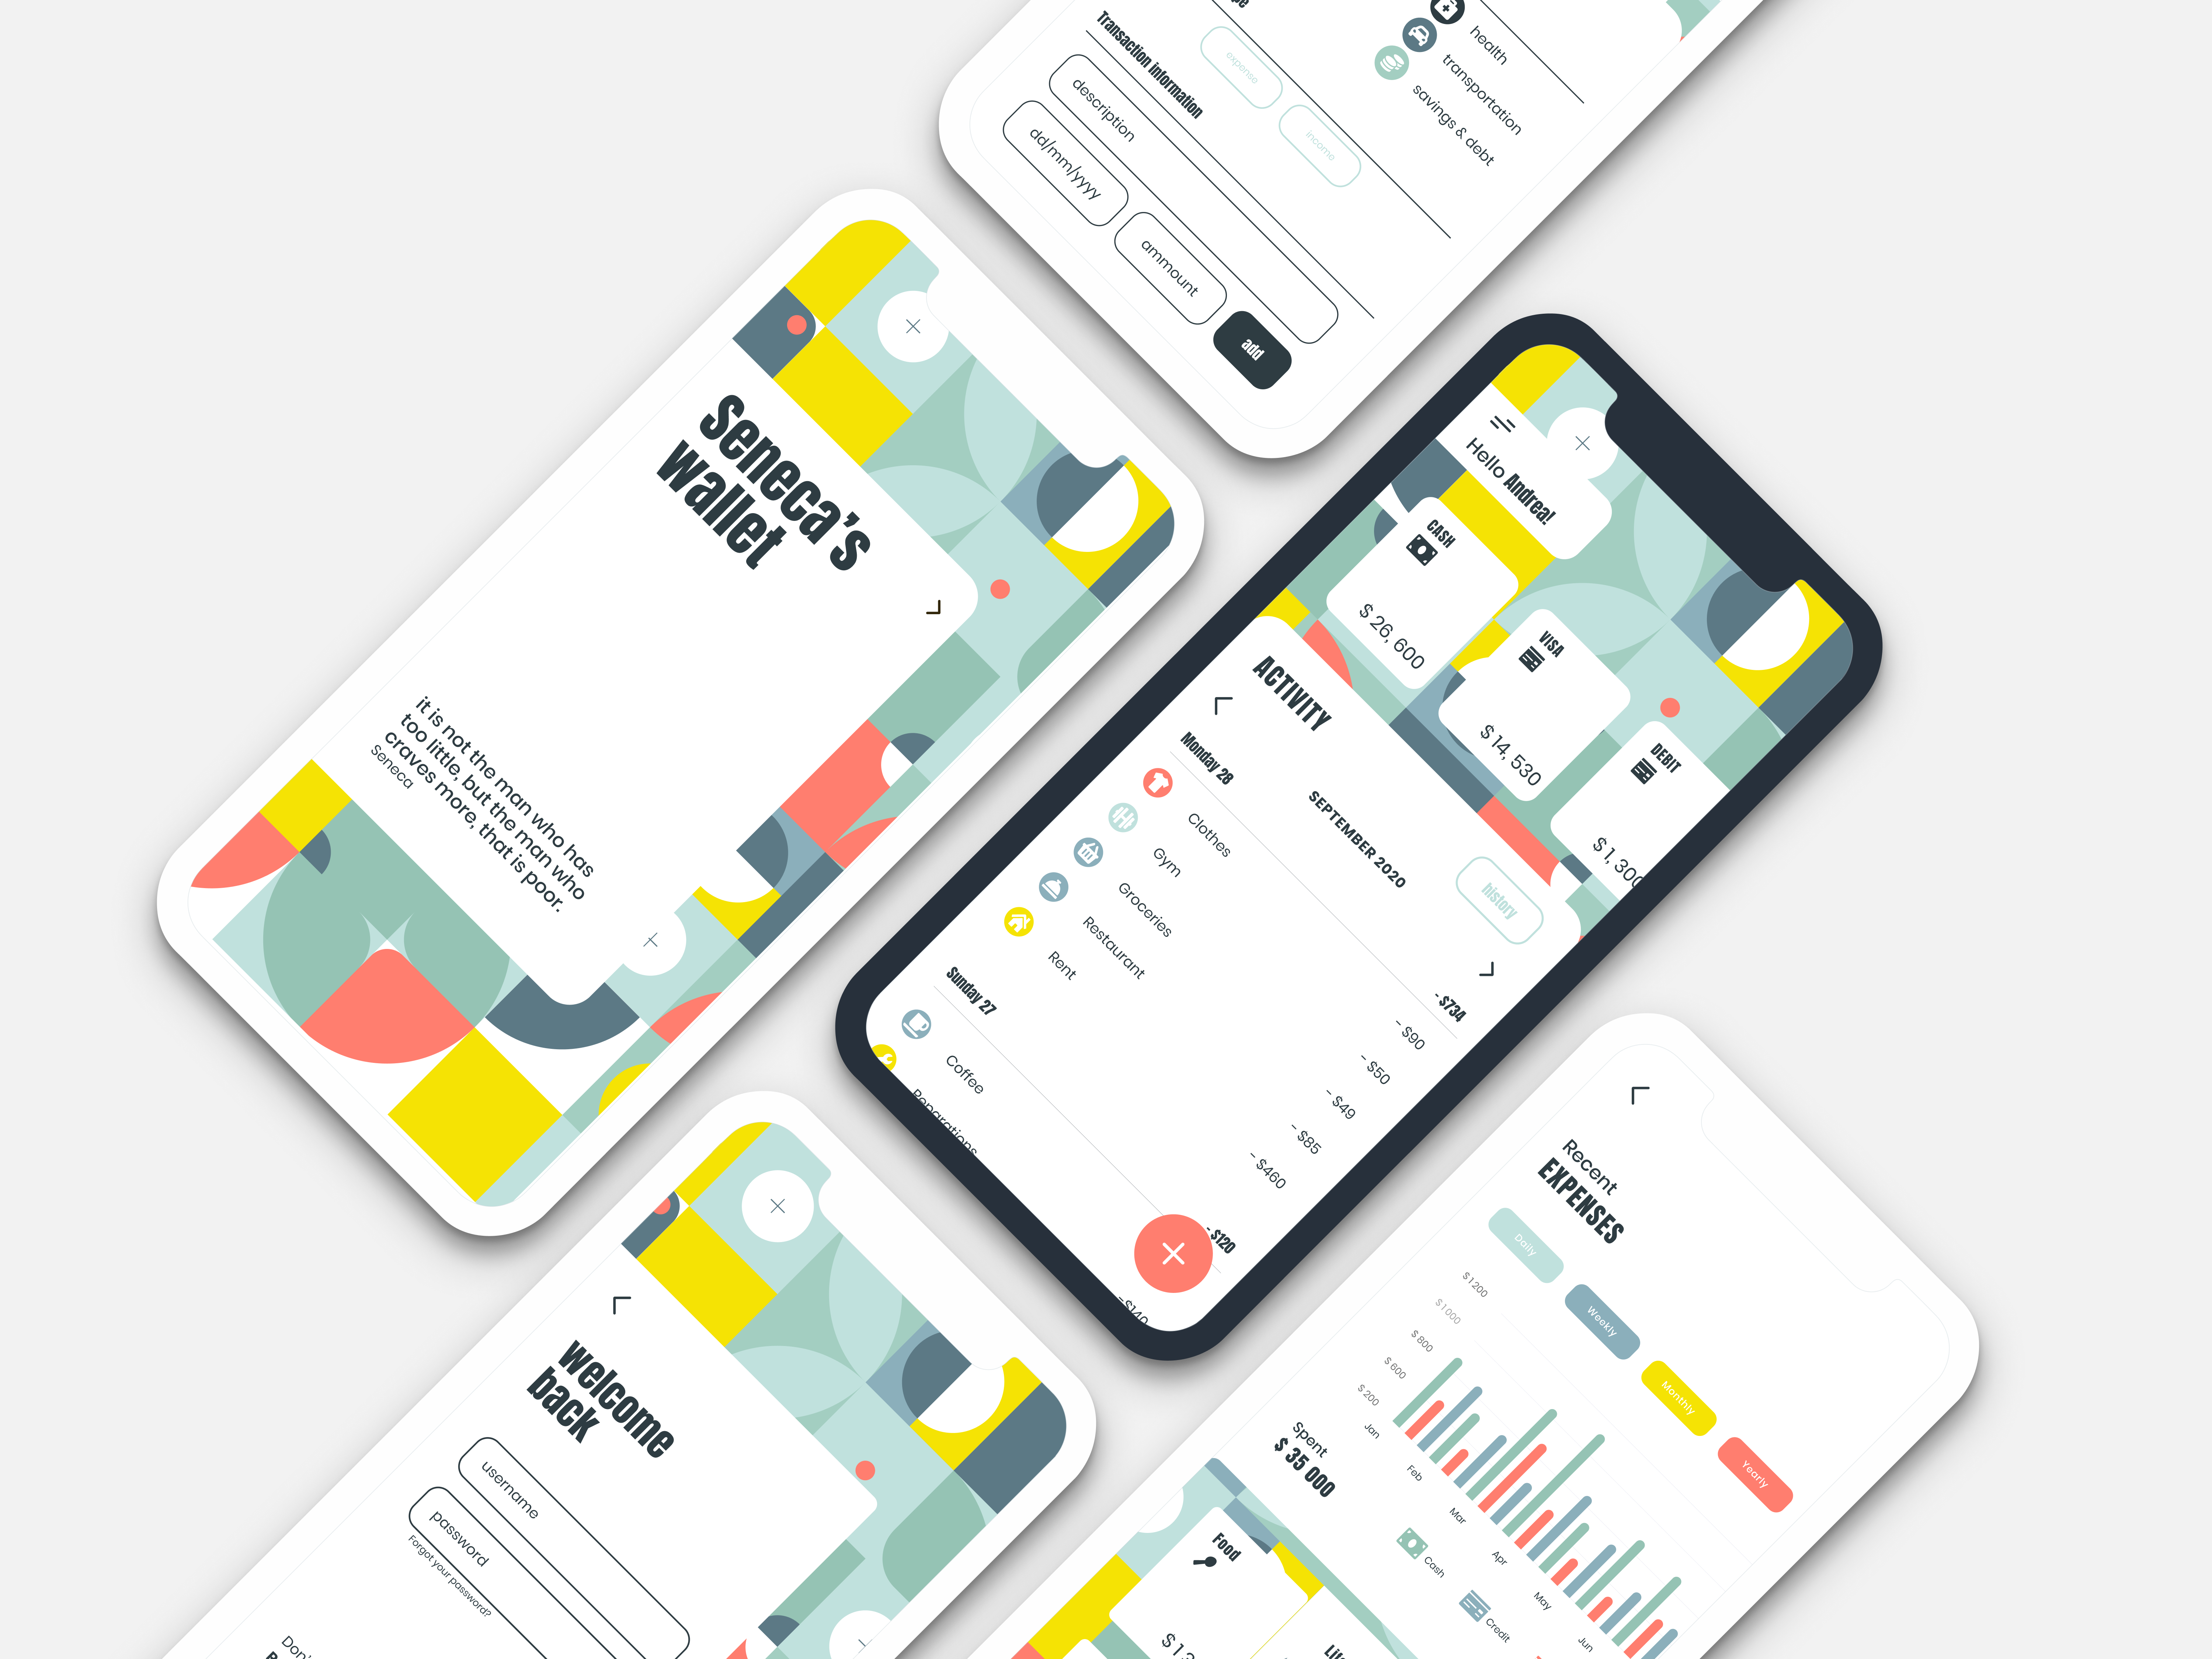 health
transportation
savings & debt
expense
income
Transaction information
description
dd/mm/yyyy
ammount
add
Seneca's
Wallet
it is not the man who has
too little, but the man who
craves more, that is poor.
Seneca
Hello Andrea!
CASH
$ 26, 600
VISA
$ 14, 530
DEBIT
$ 1, 300
ACTIVITY
SEPTEMBER 2020
history
Monday 28
- $734
Clothes
- $90
Gym
- $50
Groceries
- $49
Restaurant
- $85
Rent
- $460
Sunday 27
- $120
Coffee
Reparations
- $140
welcome
back
username
password
Forgot your password?
Recent
EXPENSES
Daily
Weekly
Monthly
Yearly
$ 1200
$ 1000
$ 800
$ 600
$ 200
Jan
Feb
Mar
Apr
May
Jun
Spent
$ 35 000
Cash
Credit
Food